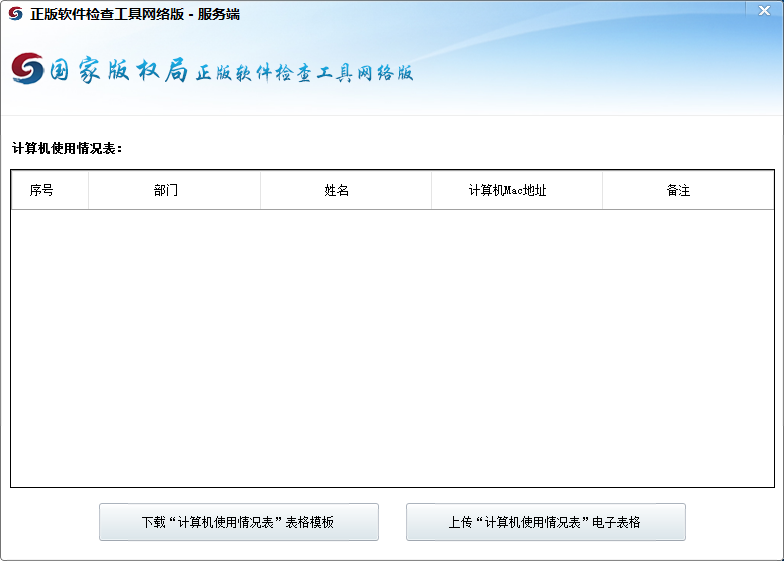 正版软件检查工具网络版 - 服务端
国家版权局正版软件检查工具网络版
计算机使用情况表：
序号 部门 姓名 计算机Mac地址 备注
下载“计算机使用情况表”表格模板 上传“计算机使用情况表”电子表格